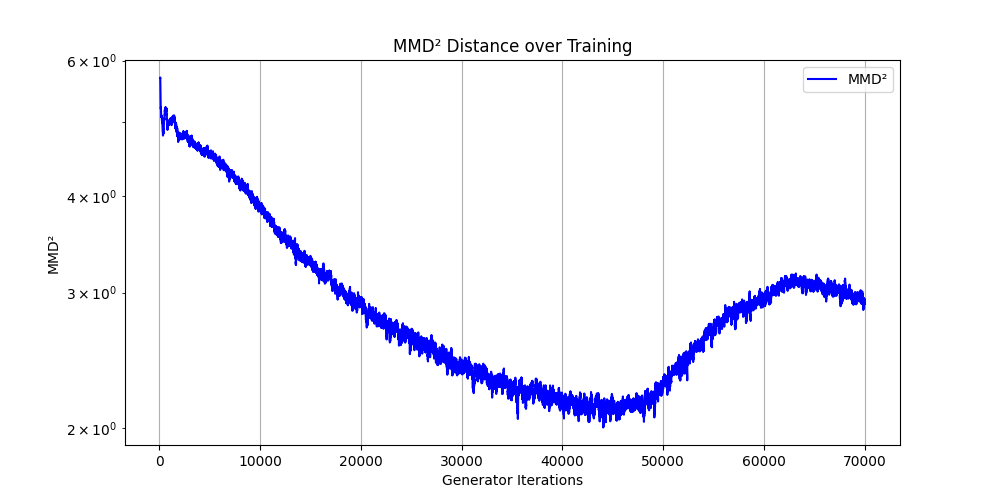 MMD² Distance over Training
MMD²
6 × 10⁰
4 × 10⁰
3 × 10⁰
2 × 10⁰
MMD²
0 10000 20000 30000 40000 50000 60000 70000
Generator Iterations